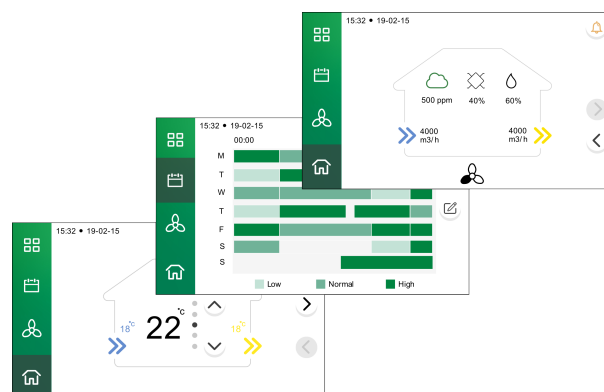 15:32 • 19-02-15
500 ppm 40% 60%
4000 m3/h
4000 m3/h
15:32 • 19-02-15
00:00
M
T
W
T
F
S
S
Low Normal High
15:32 • 19-02-15
18°C 22°C 18°C